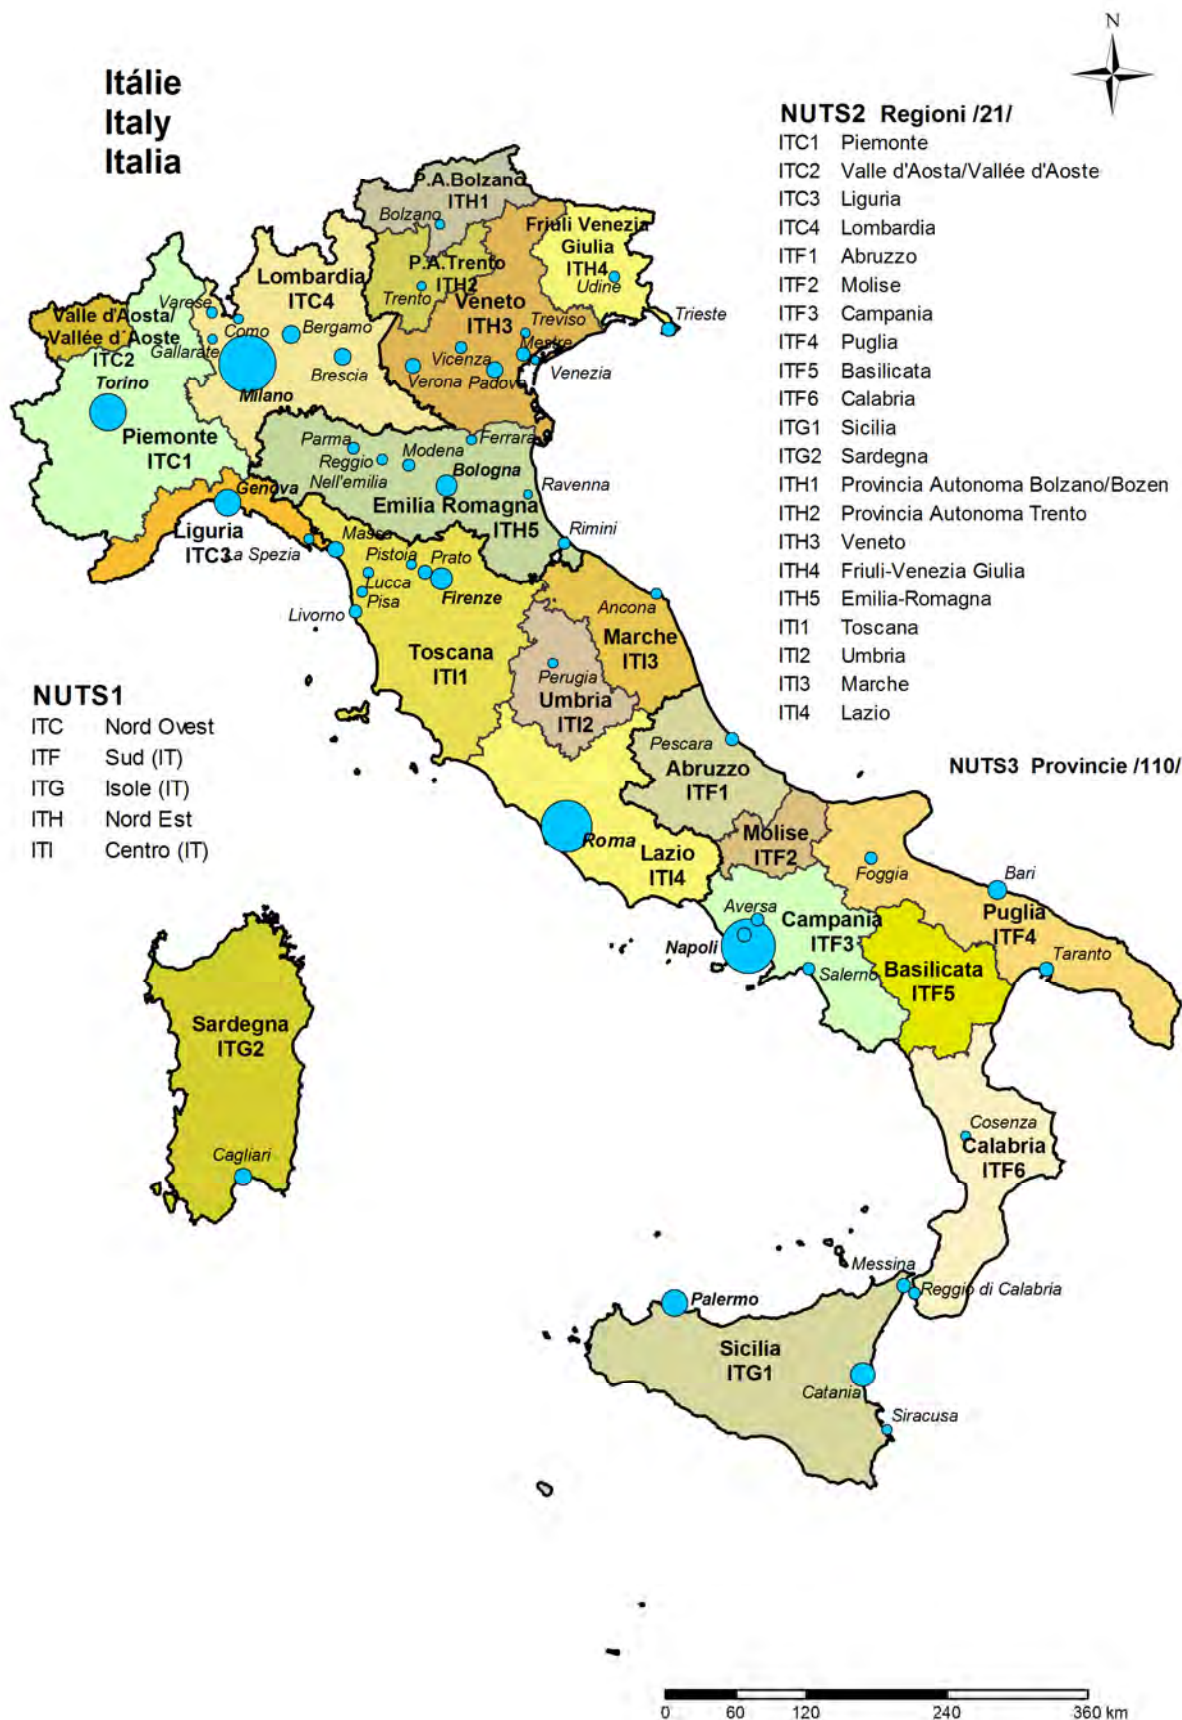 N
Itálie
Italy
Italia
NUTS2 Regioni /21/
ITC1 Piemonte
ITC2 Valle d'Aosta/Vallée d'Aoste
ITC3 Liguria
ITC4 Lombardia
ITF1 Abruzzo
ITF2 Molise
ITF3 Campania
ITF4 Puglia
ITF5 Basilicata
ITF6 Calabria
ITG1 Sicilia
ITG2 Sardegna
ITH1 Provincia Autonoma Bolzano/Bozen
ITH2 Provincia Autonoma Trento
ITH3 Veneto
ITH4 Friuli-Venezia Giulia
ITH5 Emilia-Romagna
ITI1 Toscana
ITI2 Umbria
ITI3 Marche
ITI4 Lazio
NUTS3 Provincie /110/
NUTS1
ITC Nord Ovest
ITF Sud (IT)
ITG Isole (IT)
ITH Nord Est
ITI Centro (IT)
P.A.Bolzano
ITH1
Bolzano
Friuli Venezia
Giulia
ITH4
Udine
P.A.Trento
ITH2
Trento
Lombardia
ITC4
Veneto
ITH3
Valle d'Aosta/
Vallée d'Aoste
ITC2
Varese
Como
Gallarate
Bergamo
Brescia
Milano
Treviso
Mestre
Trieste
Vicenza
Verona
Padova
Venezia
Torino
Piemonte
ITC1
Parma
Reggio
Nell'emilia
Modena
Ferrara
Bologna
Ravenna
Emilia Romagna
ITH5
Rimini
Genova
Liguria
ITC3
La Spezia
Massa
Pistoia
Prato
Lucca
Pisa
Firenze
Livorno
Ancona
Marche
ITI3
Toscana
ITI1
Perugia
Umbria
ITI2
Pescara
Abruzzo
ITF1
Molise
ITF2
Roma
Lazio
ITI4
Foggia
Bari
Puglia
ITF4
Taranto
Aversa
Campania
ITF3
Napoli
Salerno
Basilicata
ITF5
Sardegna
ITG2
Cagliari
Cosenza
Calabria
ITF6
Messina
Reggio di Calabria
Palermo
Sicilia
ITG1
Catania
Siracusa
0 60 120 240 360 km